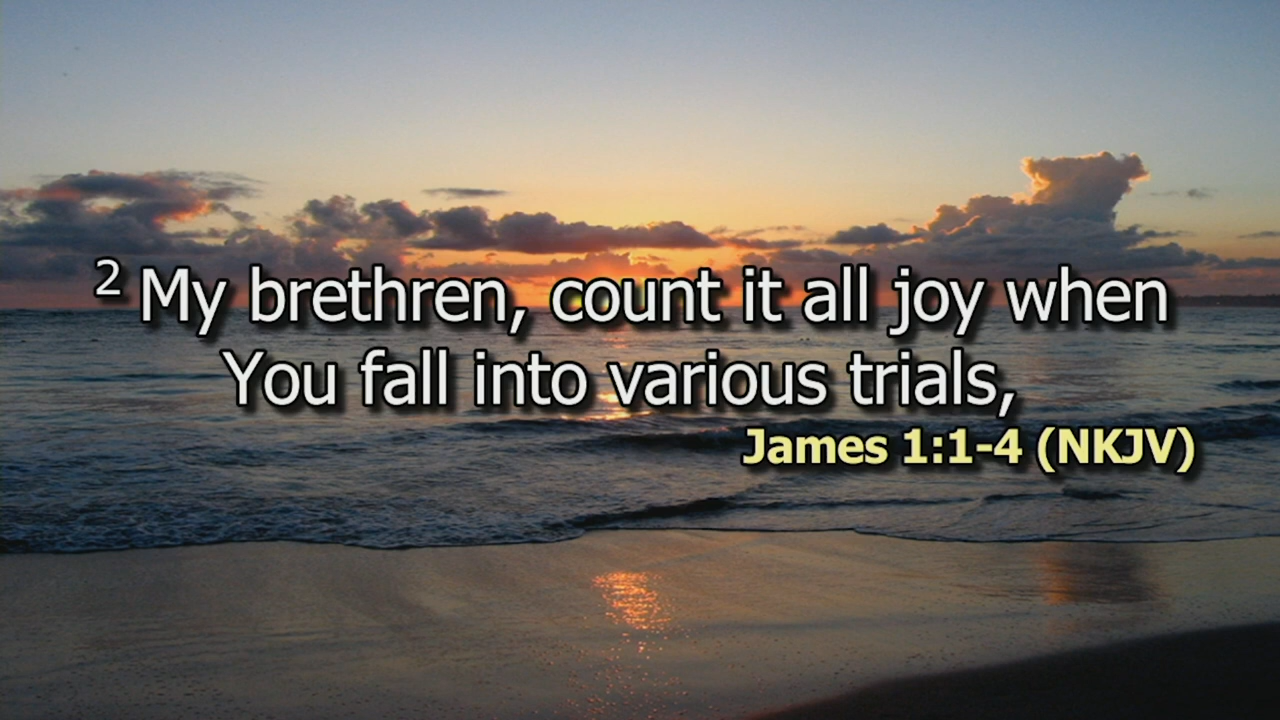 2 My brethren, count it all joy when
You fall into various trials,
James 1:1-4 (NKJV)